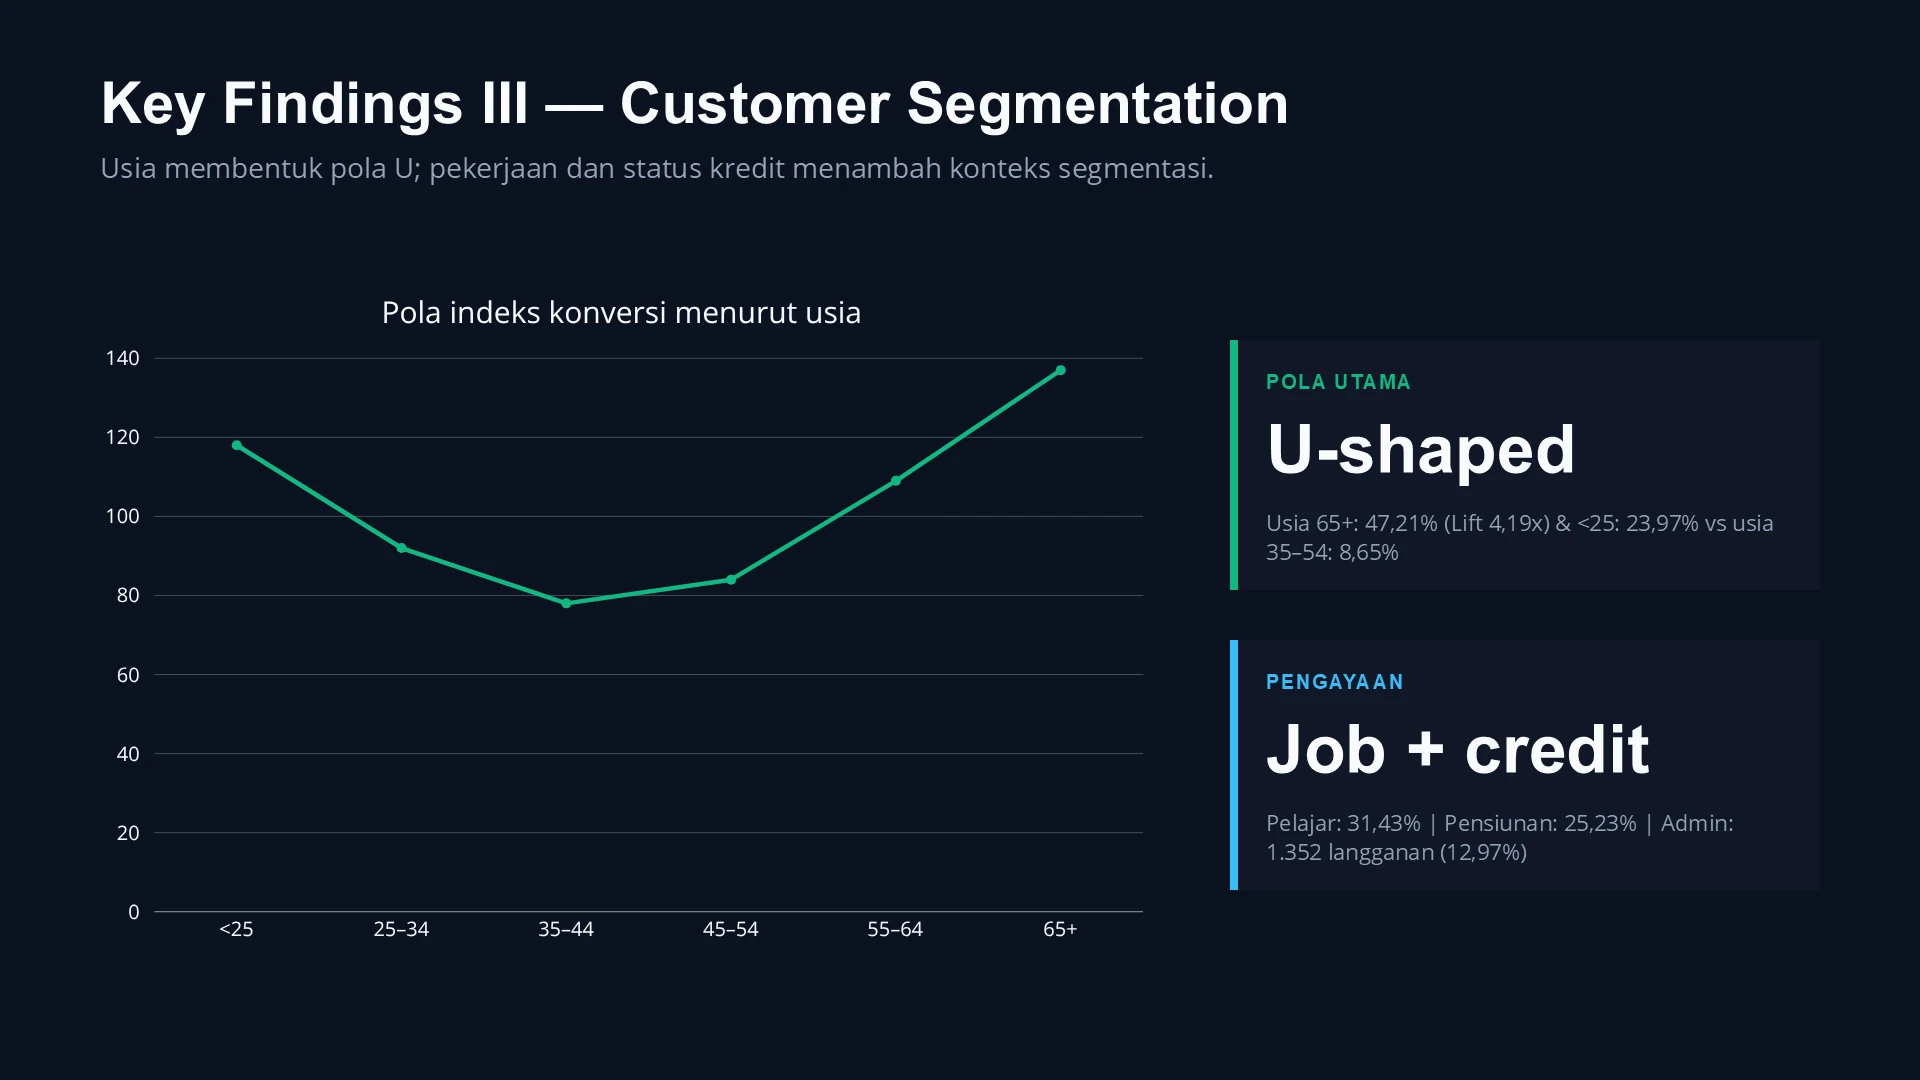 Key Findings III — Customer Segmentation
Usia membentuk pola U; pekerjaan dan status kredit menambah konteks segmentasi.
Pola indeks konversi menurut usia
140
120
100
80
60
40
20
0
<25
25–34
35–44
45–54
55–64
65+
POLA UTAMA
U-shaped
Usia 65+: 47,21% (Lift 4,19x) & <25: 23,97% vs usia
35–54: 8,65%
PENGAYAAN
Job + credit
Pelajar: 31,43% | Pensiunan: 25,23% | Admin:
1.352 langganan (12,97%)